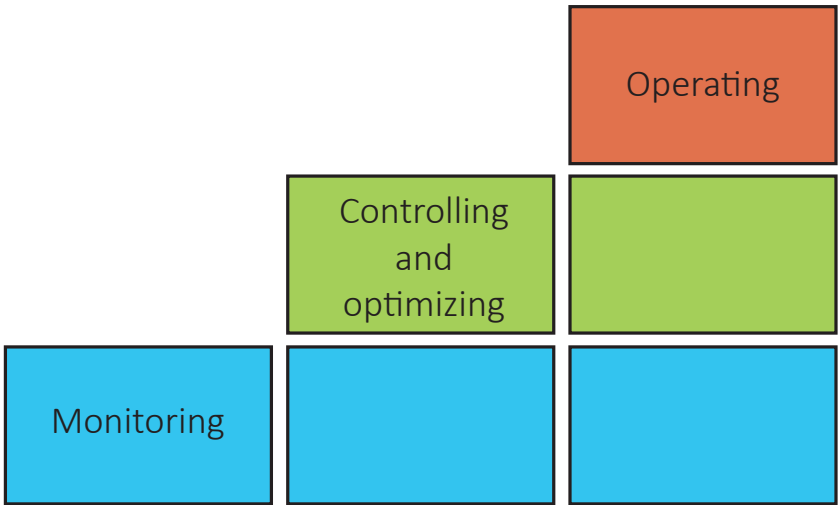 Operating
Controlling
and
optimizing
Monitoring